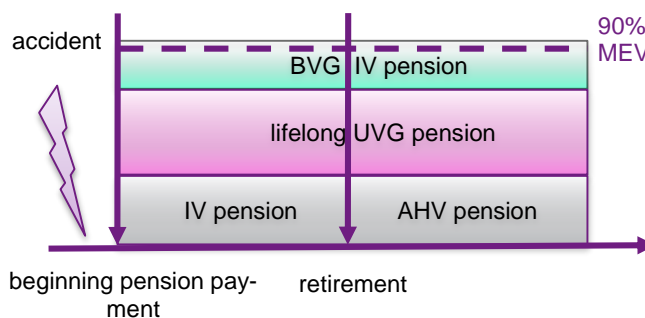 accident
90%
MEV
BVG IV pension
lifelong UVG pension
IV pension
AHV pension
beginning pension pay-
ment
retirement